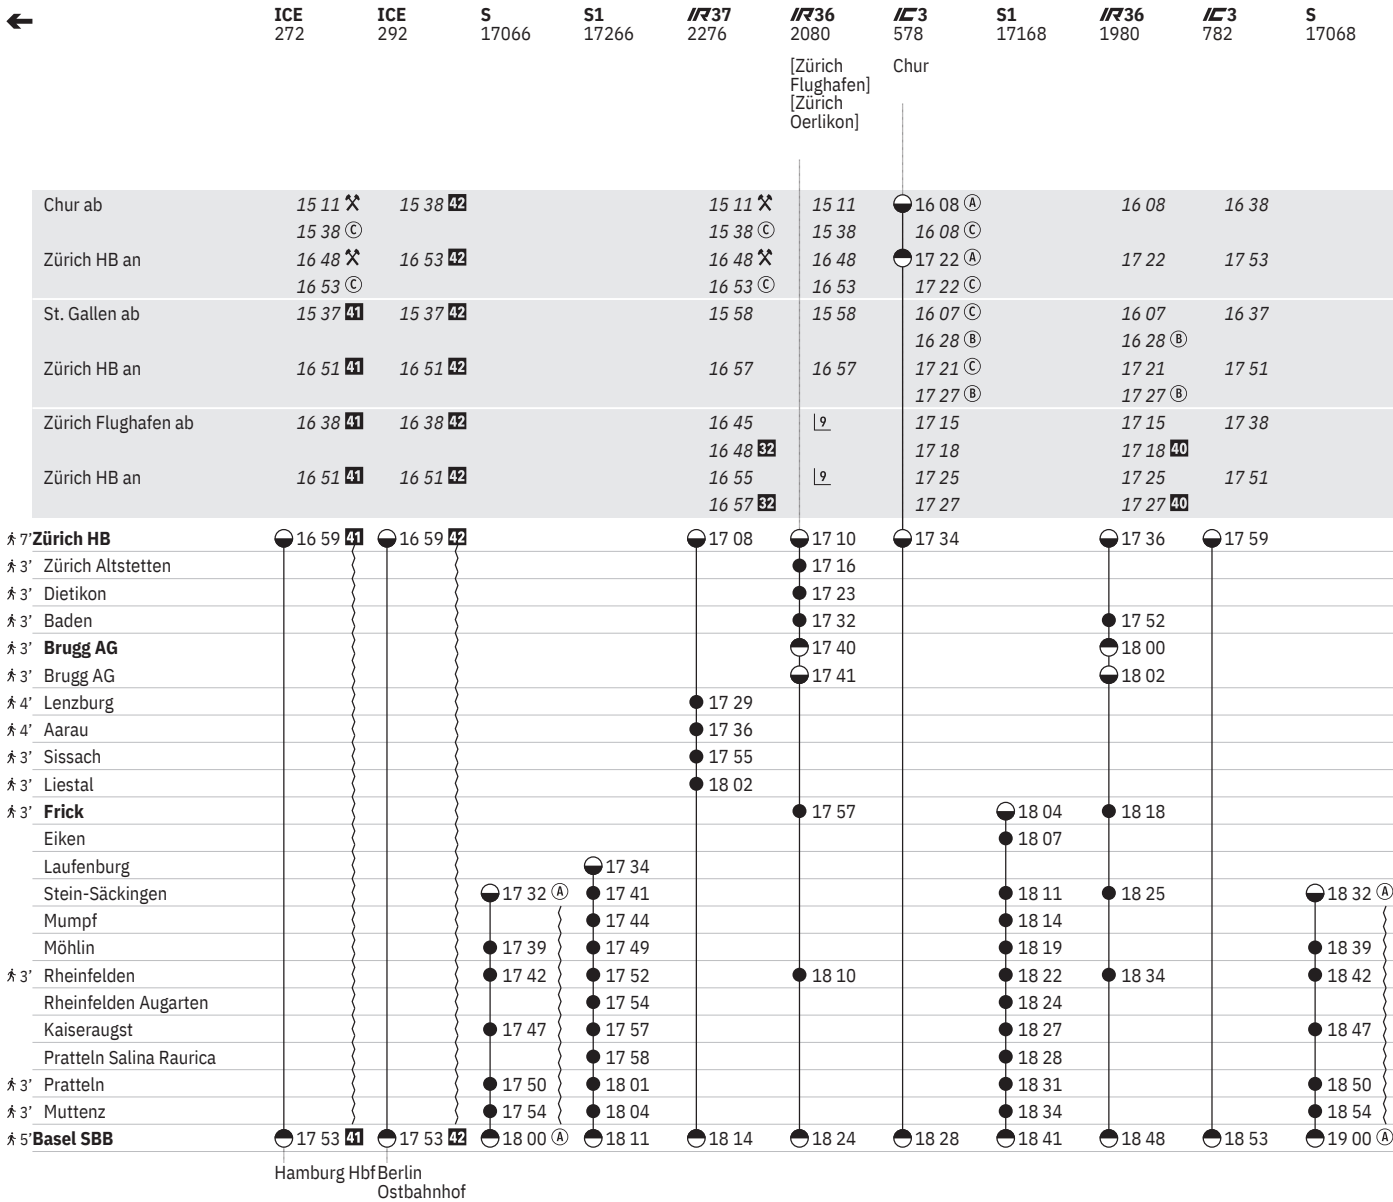 ICE ICE S S1 IR37 IR36 IC3 S1 IR36 IC3 S
272 292 17066 17266 2276 2080 578 17168 1980 782 17068
[Zürich Chur
Flughafen]
[Zürich
Oerlikon]
Chur ab 15 11 15 38 42 15 11 15 11 16 08 A 16 08 16 38
15 38 C 15 38 C 15 38 16 08 C
Zürich HB an 16 48 16 53 42 16 48 16 48 17 22 A 17 22 17 53
16 53 C 16 53 C 16 53 17 22 C
St. Gallen ab 15 37 41 15 37 42 15 58 15 58 16 07 C 16 07 16 37
16 28 B 16 28 B
Zürich HB an 16 51 41 16 51 42 16 57 16 57 17 21 C 17 21 17 51
17 27 B 17 27 B
Zürich Flughafen ab 16 38 41 16 38 42 16 45 9 17 15 17 15 17 38
16 48 32 17 18 17 18 40
Zürich HB an 16 51 41 16 51 42 16 55 9 17 25 17 25 17 51
16 57 32 17 27 17 27 40
7’ Zürich HB 16 59 41 16 59 42 17 08 17 10 17 34 17 36 17 59
3’ Zürich Altstetten 17 16
3’ Dietikon 17 23
3’ Baden 17 32 17 52
3’ Brugg AG 17 40 18 00
3’ Brugg AG 17 41 18 02
4’ Lenzburg 17 29
4’ Aarau 17 36
3’ Sissach 17 55
3’ Liestal 18 02
3’ Frick 17 57 18 04 18 18
Eiken 18 07
Laufenburg 17 34
Stein-Säckingen 17 32 A 17 41 18 11 18 25 18 32 A
Mumpf 17 44 18 14
Möhlin 17 39 17 49 18 19 18 39
3’ Rheinfelden 17 42 17 52 18 10 18 22 18 34 18 42
Rheinfelden Augarten 17 54 18 24
Kaiseraugst 17 47 17 57 18 27 18 47
Pratteln Salina Raurica 17 58 18 28
3’ Pratteln 17 50 18 01 18 31 18 50
3’ Muttenz 17 54 18 04 18 34 18 54
5’ Basel SBB 17 53 41 17 53 42 18 00 A 18 11 18 14 18 24 18 28 18 41 18 48 18 53 19 00 A
Hamburg Hbf Berlin
Ostbahnhof